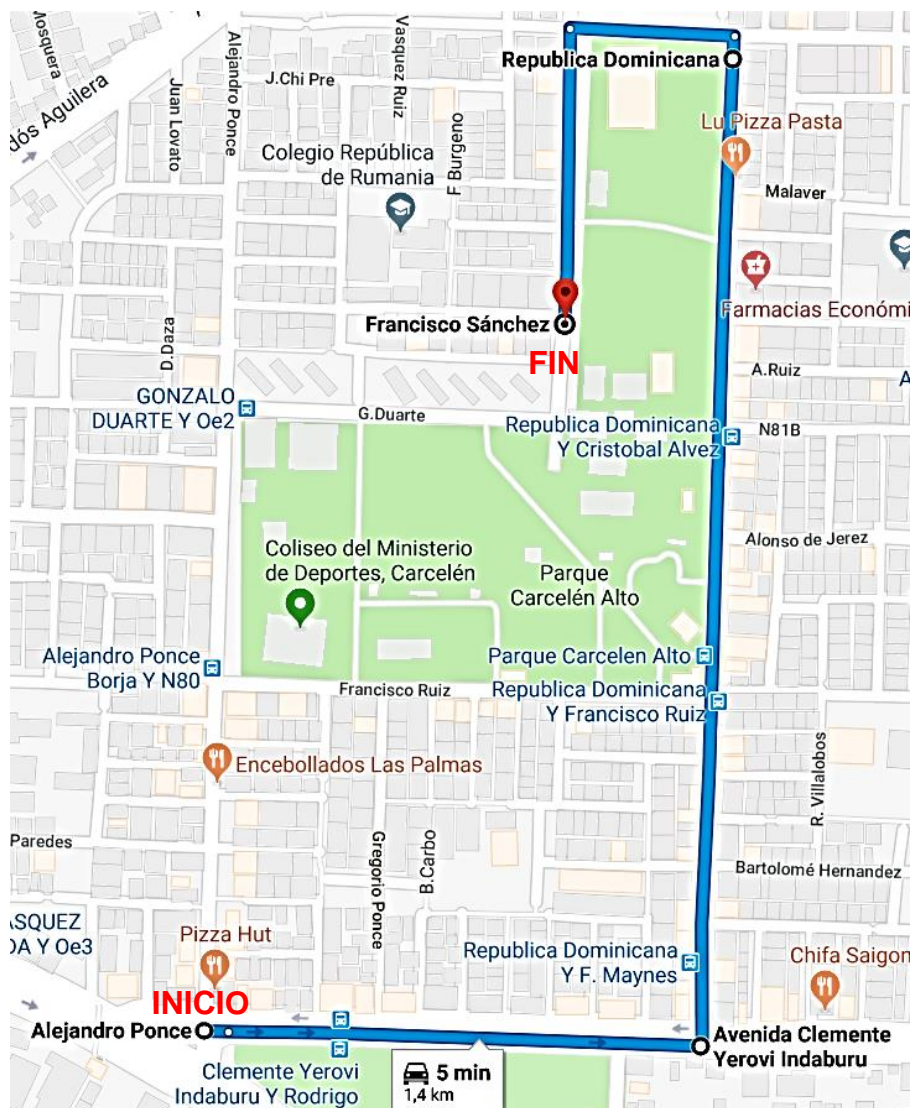 Mosquera
dós Aguilera
Juan Lovato
Alejandro Ponce
J.Chi Pre
Vasquez Ruiz
F Burgeno
Colegio República
de Rumania
Republica Dominicana
Lu Pizza Pasta
Malaver
Farmacias Económi
Francisco Sánchez
FIN
D.Daza
GONZALO
DUARTE Y Oe2
G.Duarte
A.Ruiz
A
Republica Dominicana
Y Cristobal Alvez
N81B
Coliseo del Ministerio
de Deportes, Carcelén
Parque
Carcelén Alto
Alonso de Jerez
Alejandro Ponce
Borja Y N80
Parque Carcelen Alto
Francisco Ruiz
Republica Dominicana
Y Francisco Ruiz
Encebollados Las Palmas
R. Villalobos
Paredes
Gregorio Ponce
B.Carbo
Bartolomé Hernandez
ASQUEZ
DA Y Oe3
Pizza Hut
Republica Dominicana
Y F. Maynes
Chifa Saigon
INICIO
Alejandro Ponce
Avenida Clemente
Yerovi Indaburu
Clemente Yerovi
Indaburu Y Rodrigo
5 min
1,4 km